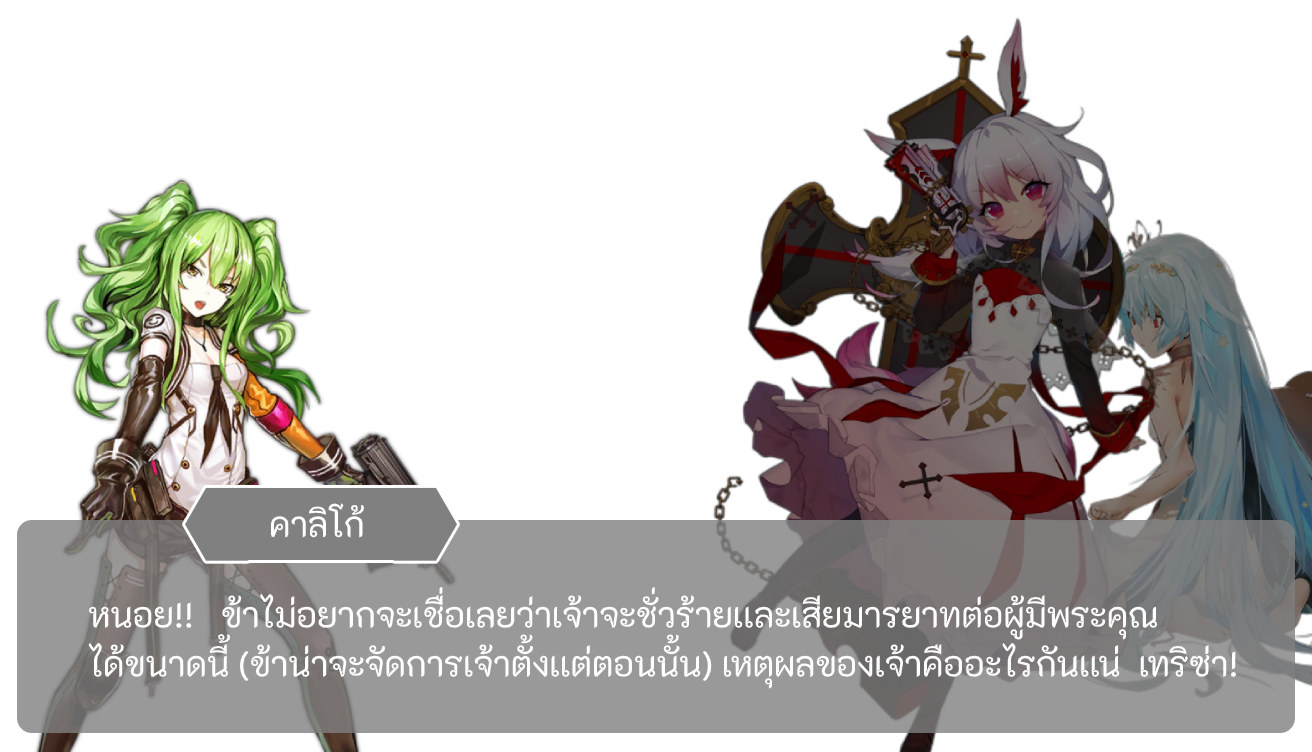 คาลิโก้
หนอย!! ข้าไม่อยากจะเชื่อเลยว่าเจ้าจะชั่วร้ายและเสียมารยาทต่อผู้มีพระคุณ
ได้ขนาดนี้ (ข้าน่าจะจัดการเจ้าตั้งแต่ตอนนั้น) เหตุผลของเจ้าคืออะไรกันแน่ เทริซ่า!